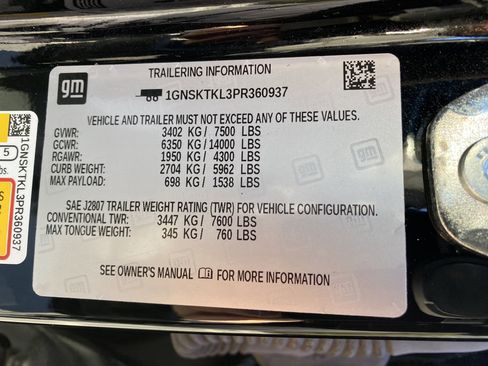 gm
TRAILERING INFORMATION
1GNSKTKL3PR360937
VEHICLE AND TRAILER MUST NOT EXCEED ANY OF THESE VALUES.
GVWR: 3402 KG / 7500 LBS
GCWR: 6350 KG / 14000 LBS
RGAWR: 1950 KG / 4300 LBS
CURB WEIGHT: 2704 KG / 5962 LBS
MAX PAYLOAD: 698 KG / 1538 LBS
SAE J2807 TRAILER WEIGHT RATING (TWR) FOR VEHICLE CONFIGURATION.
CONVENTIONAL TWR: 3447 KG / 7600 LBS
MAX TONGUE WEIGHT: 345 KG / 760 LBS
SEE OWNER'S MANUAL FOR MORE INFORMATION
5
bs.
1GNSKTKL3PR360937